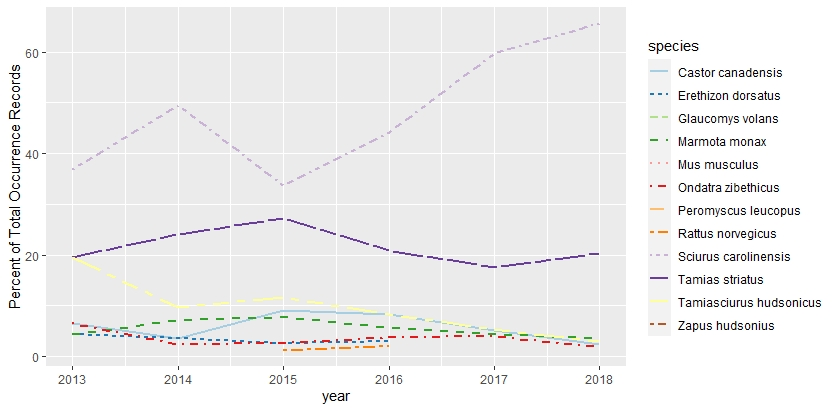 Percent of Total Occurrence Records
60
40
20
0
2013 2014 2015 2016 2017 2018
year
species
Castor canadensis
Erethizon dorsatus
Glaucomys volans
Marmota monax
Mus musculus
Ondatra zibethicus
Peromyscus leucopus
Rattus norvegicus
Sciurus carolinensis
Tamias striatus
Tamiasciurus hudsonicus
Zapus hudsonius